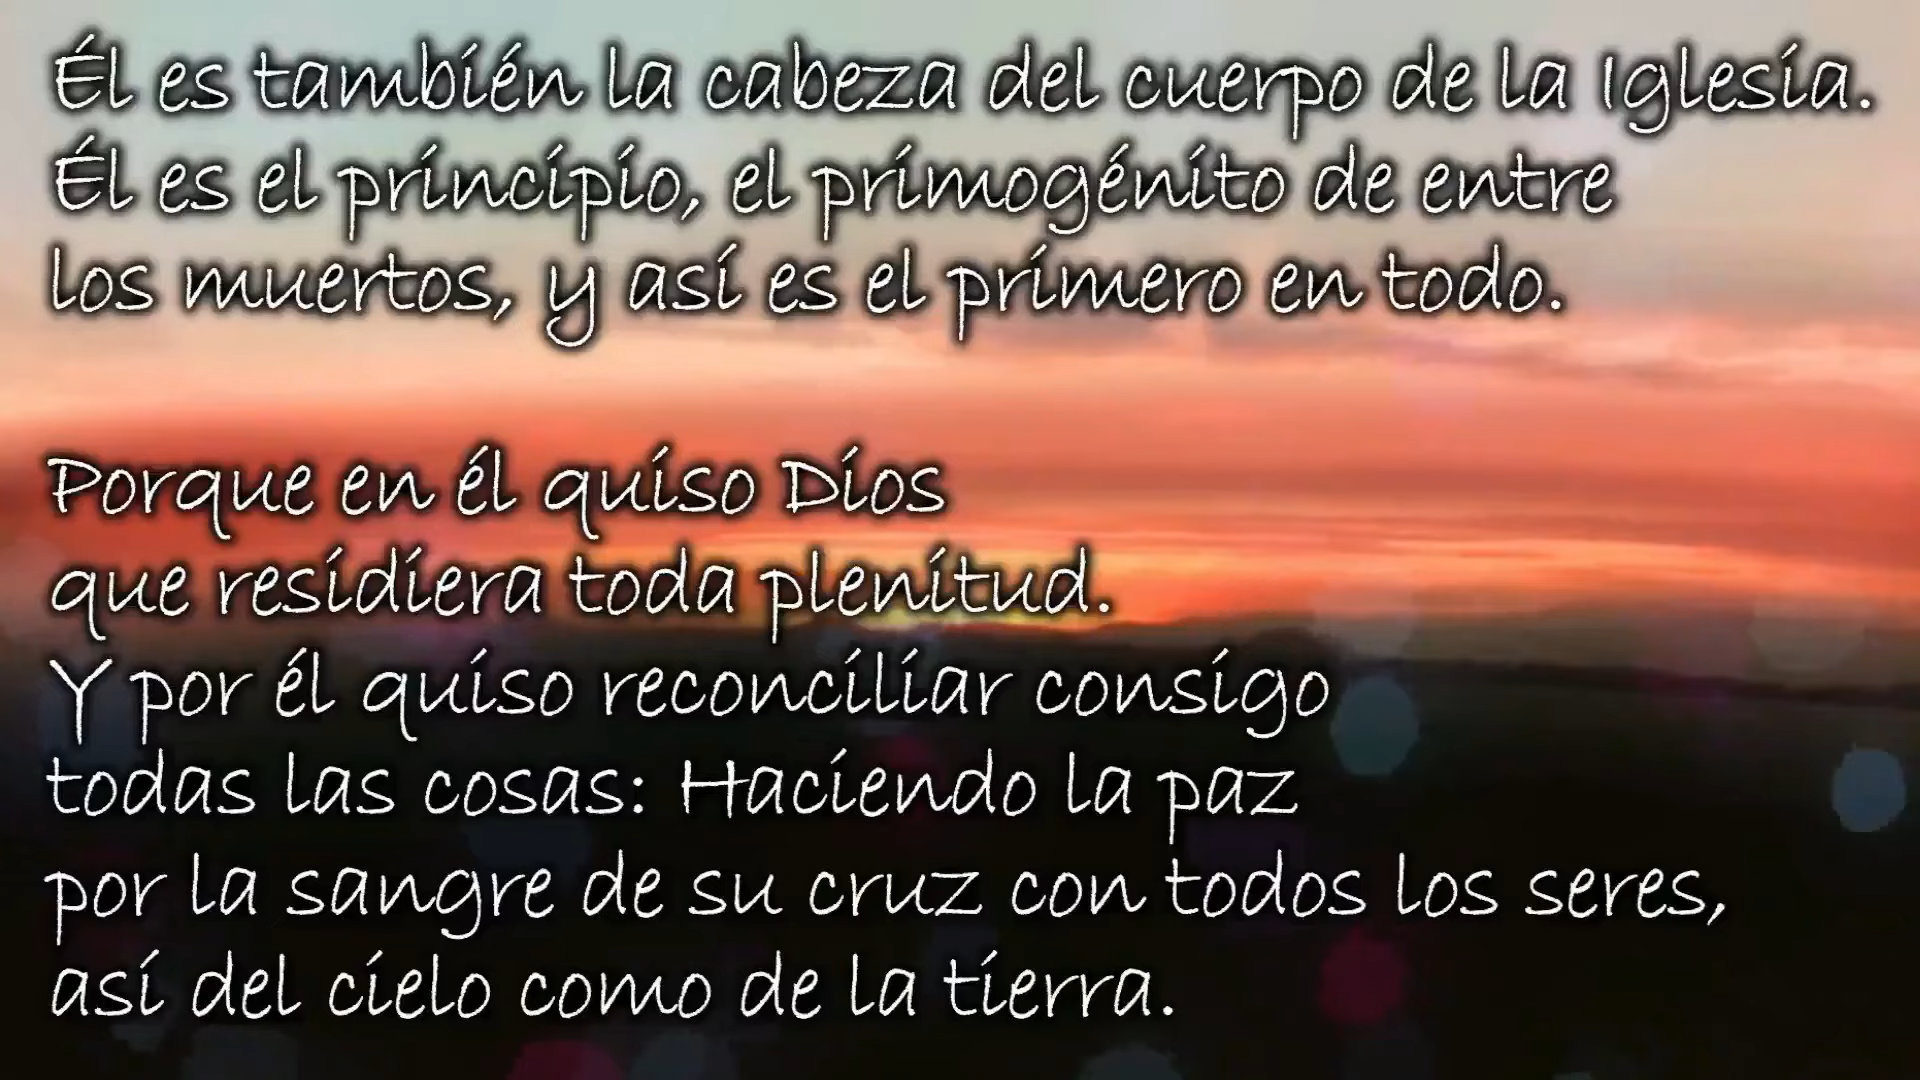 Él es también la cabeza del cuerpo de la Iglesia.
Él es el principio, el primogénito de entre
los muertos, y así es el primero en todo.
Porque en él quiso Dios
que residiera toda plenitud.
Y por él quiso reconciliar consigo
todas las cosas: Haciendo la paz
por la sangre de su cruz con todos los seres,
así del cielo como de la tierra.